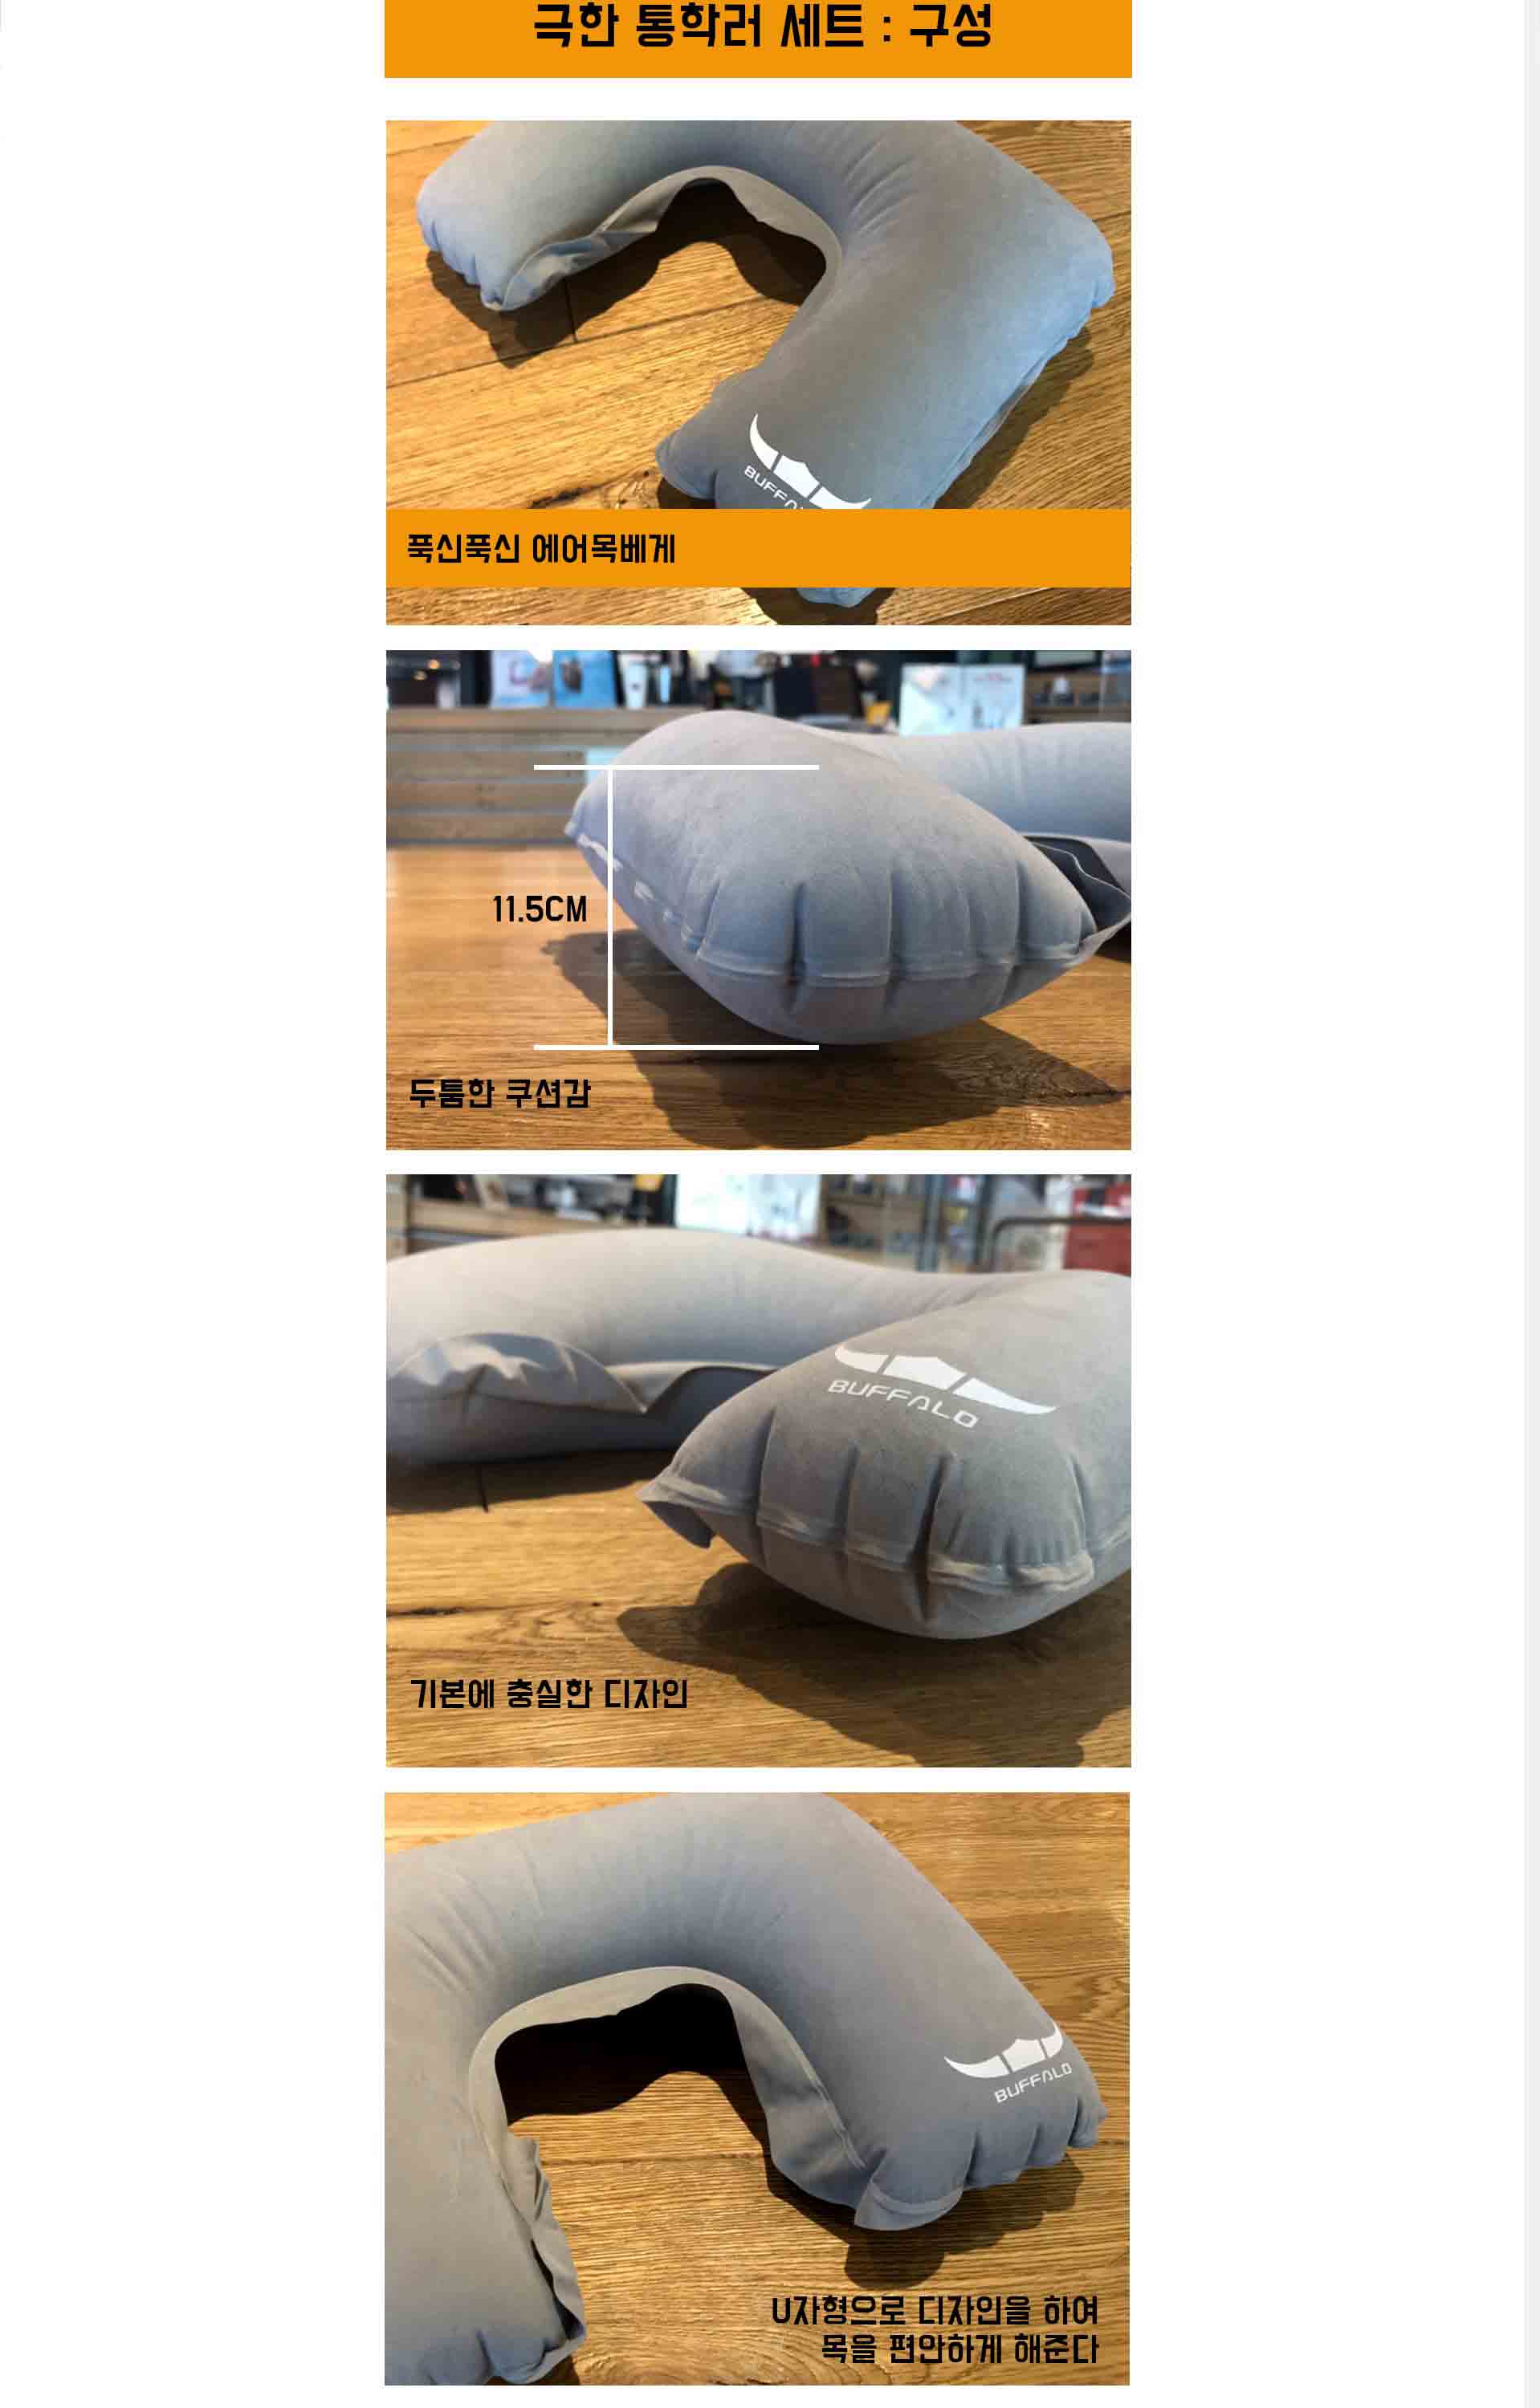 극한 통학러 세트 : 구성
BUFFAL
푹신푹신 에어목베게
11.5CM
두툼한 쿠션감
BUFFALO
기본에 충실한 디자인
BUFFALO
U자형으로 디자인을 하여
목을 편안하게 해준다